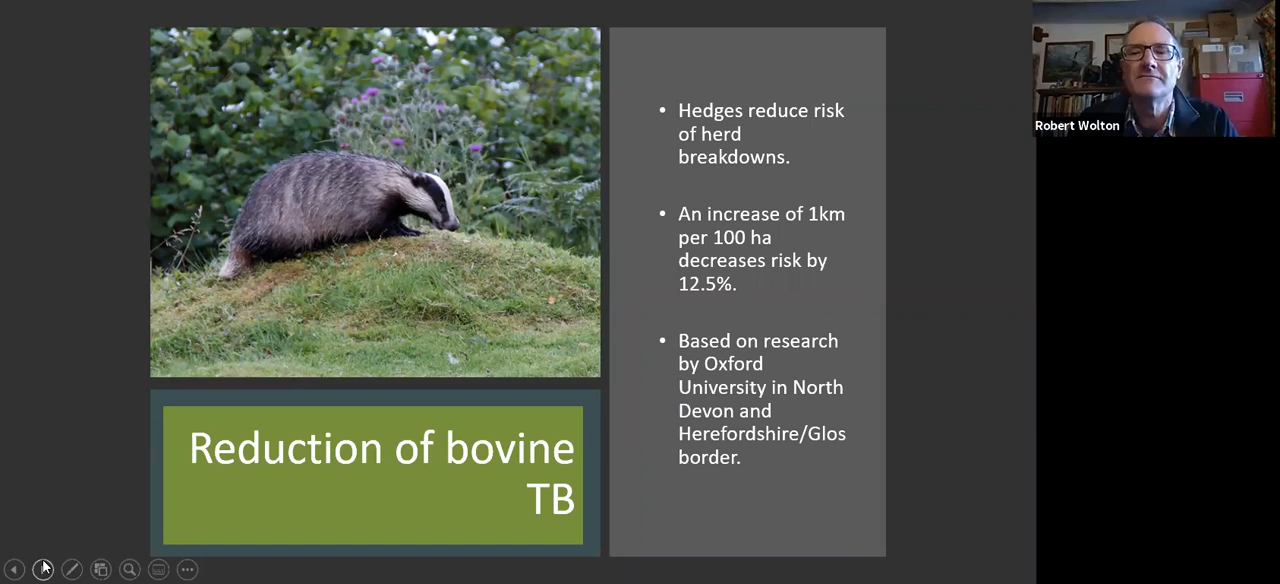 Reduction of bovine
TB
• Hedges reduce risk
of herd
breakdowns.
• An increase of 1km
per 100 ha
decreases risk by
12.5%.
• Based on research
by Oxford
University in North
Devon and
Herefordshire/Glos
border.
Robert Wolton